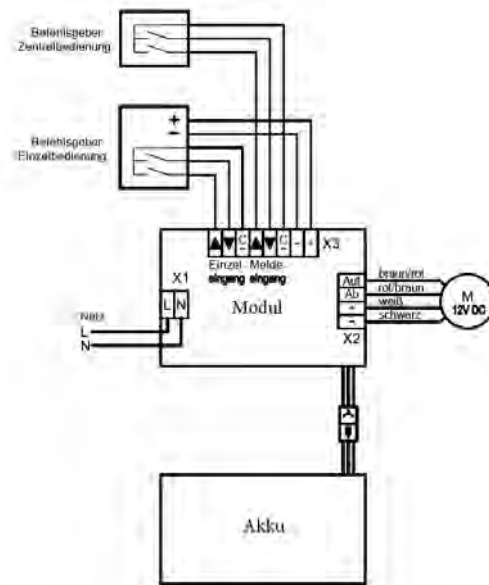 Befehlsgeber
Zentralbedienung
+
−
Befehlsgeber
Einzelbedienung
▲ ▼ C− ▲ ▼ C− − + X3
Einzel- Melde-
eingang eingang
X1
L N
Modul
Netz
L
N
Auf
Ab
+
−
X2
braun/rot
rot/braun
weiß
schwarz
M
12V DC
Akku